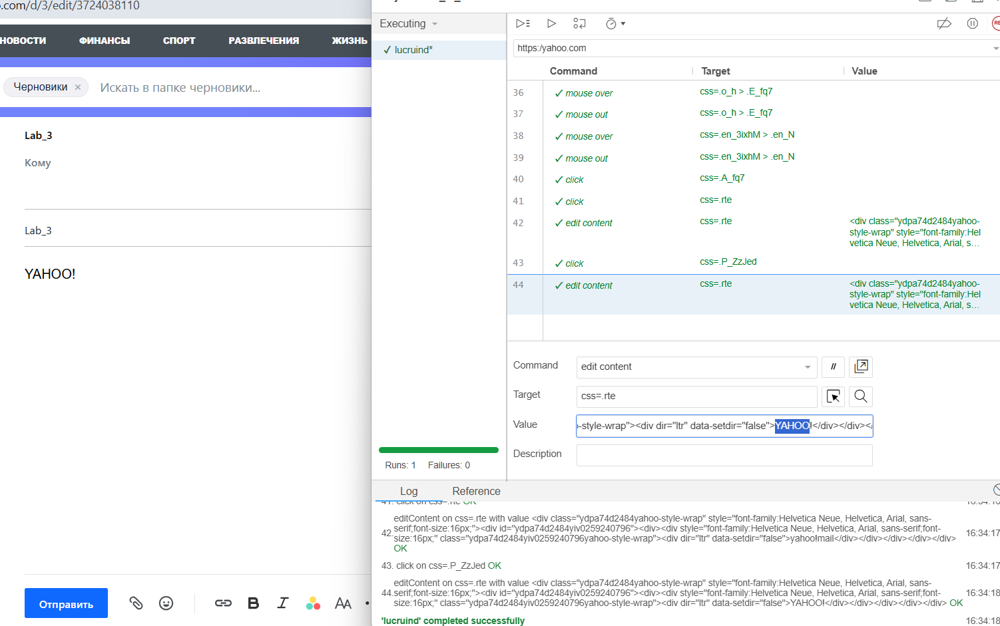 o.com/d/3/edit/3724038110
НОВОСТИ ФИНАНСЫ СПОРТ РАЗВЛЕЧЕНИЯ ЖИЗНЬ
Черновики × Искать в папке черновики...
Lab_3
Кому
Lab_3
YAHOO!
Отправить
B I AA
Executing
✓ lucruind*
Runs: 1 Failures: 0
https:/yahoo.com
Command Target Value
36 ✓ mouse over css=.o_h > .E_fq7
37 ✓ mouse out css=.o_h > .E_fq7
38 ✓ mouse over css=.en_3ixhM > .en_N
39 ✓ mouse out css=.en_3ixhM > .en_N
40 ✓ click css=.A_fq7
41 ✓ click css=.rte
42 ✓ edit content css=.rte <div class="ydpa74d2484yahoo-
style-wrap" style="font-family:Hel
vetica Neue, Helvetica, Arial, s...
43 ✓ click css=.P_ZzJed
44 ✓ edit content css=.rte <div class="ydpa74d2484yahoo-
style-wrap" style="font-family:Hel
vetica Neue, Helvetica, Arial, s...
Command edit content //
Target css=.rte
Value o-style-wrap"><div dir="ltr" data-setdir="false">YAHOO!</div></div></
Description
Log Reference
41. click on css=.rte OK 16:34:16
editContent on css=.rte with value <div class="ydpa74d2484yahoo-style-wrap" style="font-family:Helvetica Neue, Helvetica, Arial, sans-
42. serif;font-size:16px;"><div id="ydpa74d2484yiv0259240796"><div><div style="font-family:Helvetica Neue, Helvetica, Arial, sans-serif;font- 16:34:17
size:16px;" class="ydpa74d2484yiv0259240796yahoo-style-wrap"><div dir="ltr" data-setdir="false">yahoo!mail</div></div></div></div></div>
OK
43. click on css=.P_ZzJed OK 16:34:17
editContent on css=.rte with value <div class="ydpa74d2484yahoo-style-wrap" style="font-family:Helvetica Neue, Helvetica, Arial, sans-
44. serif;font-size:16px;"><div id="ydpa74d2484yiv0259240796"><div><div style="font-family:Helvetica Neue, Helvetica, Arial, sans-serif;font- 16:34:18
size:16px;" class="ydpa74d2484yiv0259240796yahoo-style-wrap"><div dir="ltr" data-setdir="false">YAHOO!</div></div></div></div></div> OK
'lucruind' completed successfully 16:34:18